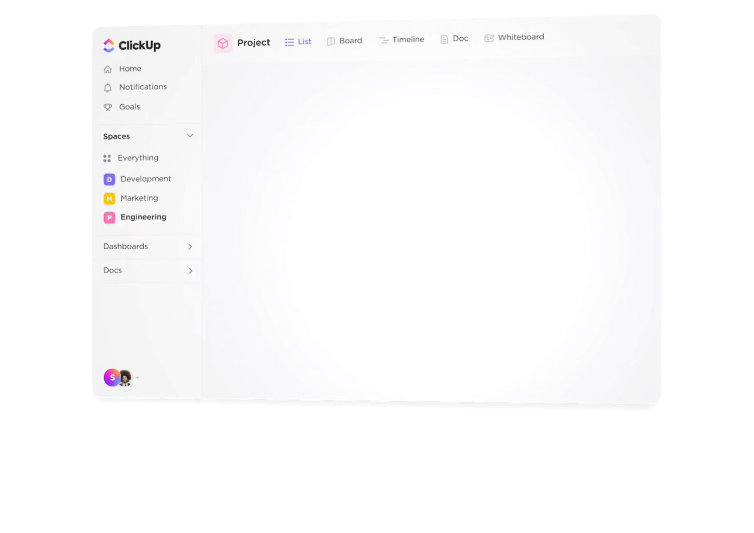 ClickUp
Home
Notifications
Goals
Spaces
Everything
D Development
M Marketing
P Engineering
Dashboards
Docs
S
Project List Board Timeline Doc Whiteboard